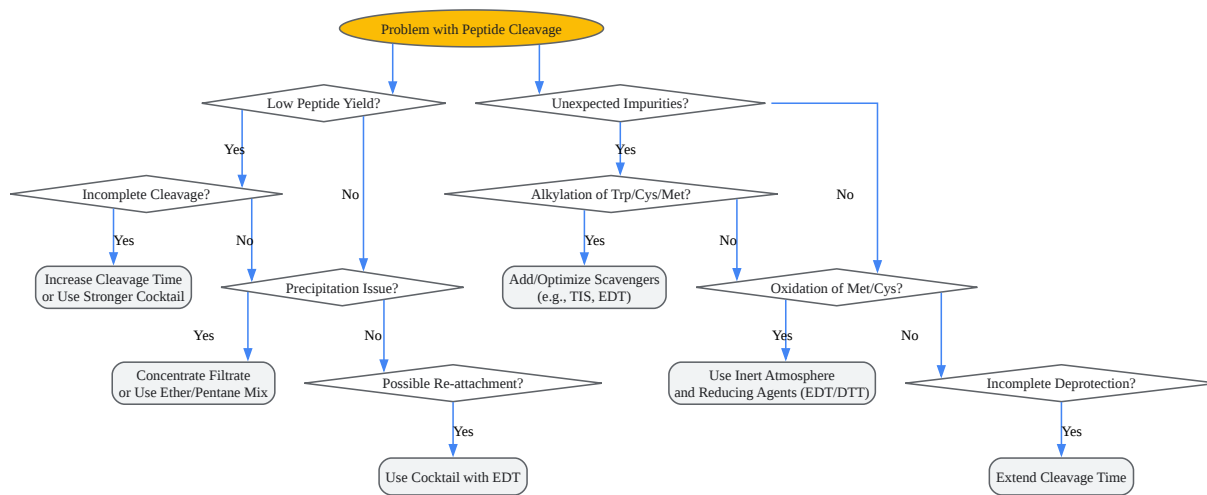 Problem with Peptide Cleavage
Low Peptide Yield?
Unexpected Impurities?
Yes
Yes
Incomplete Cleavage?
No
Alkylation of Trp/Cys/Met?
No
Yes
No
Yes
No
Increase Cleavage Time
or Use Stronger Cocktail
Precipitation Issue?
Add/Optimize Scavengers
(e.g., TIS, EDT)
Oxidation of Met/Cys?
Yes
No
Yes
No
Concentrate Filtrate
or Use Ether/Pentane Mix
Possible Re-attachment?
Use Inert Atmosphere
and Reducing Agents (EDT/DTT)
Incomplete Deprotection?
Yes
Yes
Use Cocktail with EDT
Extend Cleavage Time